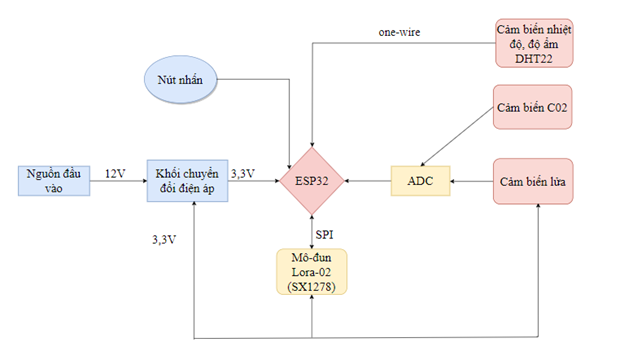 one-wire
Cảm biến nhiệt
độ, độ ẩm
DHT22
Nút nhấn
Cảm biến C02
Nguồn đầu
vào
12V
Khối chuyển
đổi điện áp
3,3V
ESP32
ADC
Cảm biến lửa
3,3V
SPI
Mô-đun
Lora-02
(SX1278)